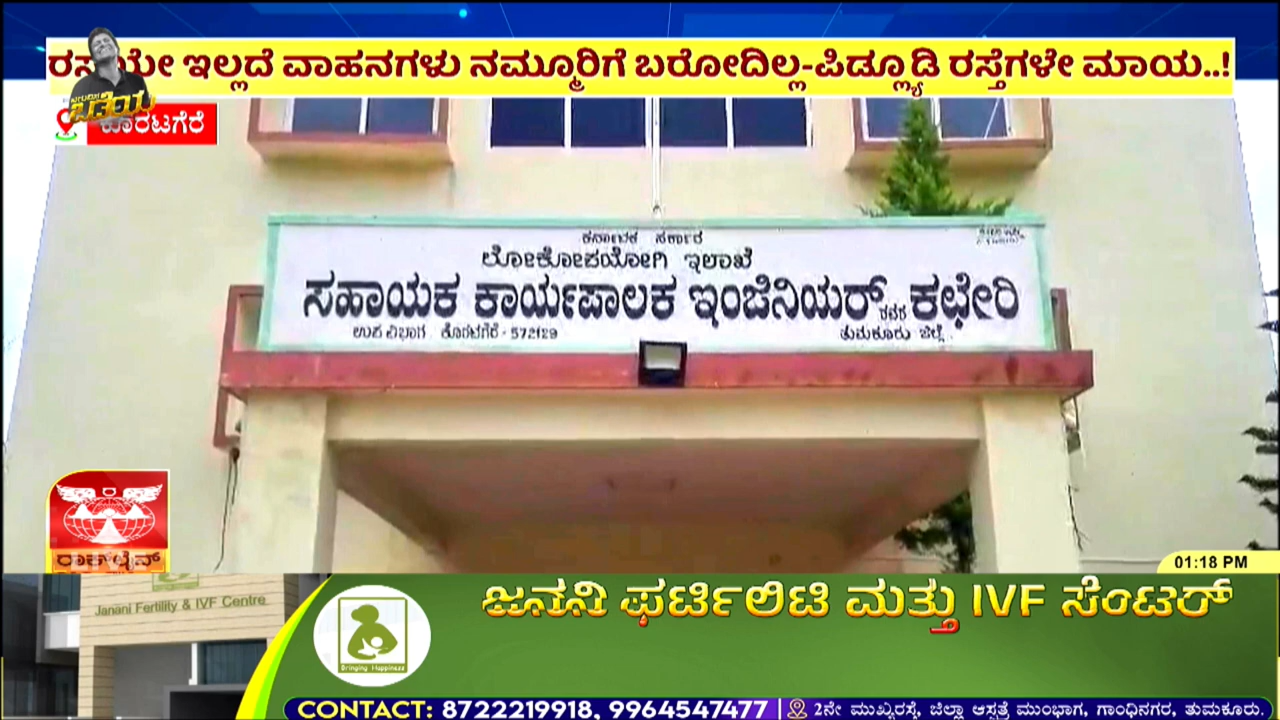 ಇಲ್ಲದೆ ವಾಹನಗಳು ನಮ್ಮೂರಿಗೆ ಬರೋದಿಲ್ಲ-ಪಿಡ್ಲ್ಯೂಡಿ ರಸ್ತೆಗಳೇ ಮಾಯ..!
ಒಡೆಯ
ಕೊರಟಗೆರೆ
ಕರ್ನಾಟಕ ಸರ್ಕಾರ
ಲೋಕೋಪಯೋಗಿ ಇಲಾಖೆ
ಸಹಾಯಕ ಕಾರ್ಯಪಾಲಕ ಇಂಜಿನಿಯರ್ ರವರ ಕಛೇರಿ
ಉಪ ವಿಭಾಗ ಕೊರಟಗೆರೆ - 572129 ತುಮಕೂರು ಜಿಲ್ಲೆ.
ರಾಕ್‌ಲೈನ್
01:18 PM
Janani Fertility & IVF Centre
Bringing Happiness
ಜನನಿ ಫರ್ಟಿಲಿಟಿ ಮತ್ತು IVF ಸೆಂಟರ್
CONTACT: 8722219918, 9964547477
2ನೇ ಮುಖ್ಯರಸ್ತೆ, ಜಿಲ್ಲಾ ಆಸ್ಪತ್ರೆ ಮುಂಭಾಗ, ಗಾಂಧಿನಗರ, ತುಮಕೂರು.